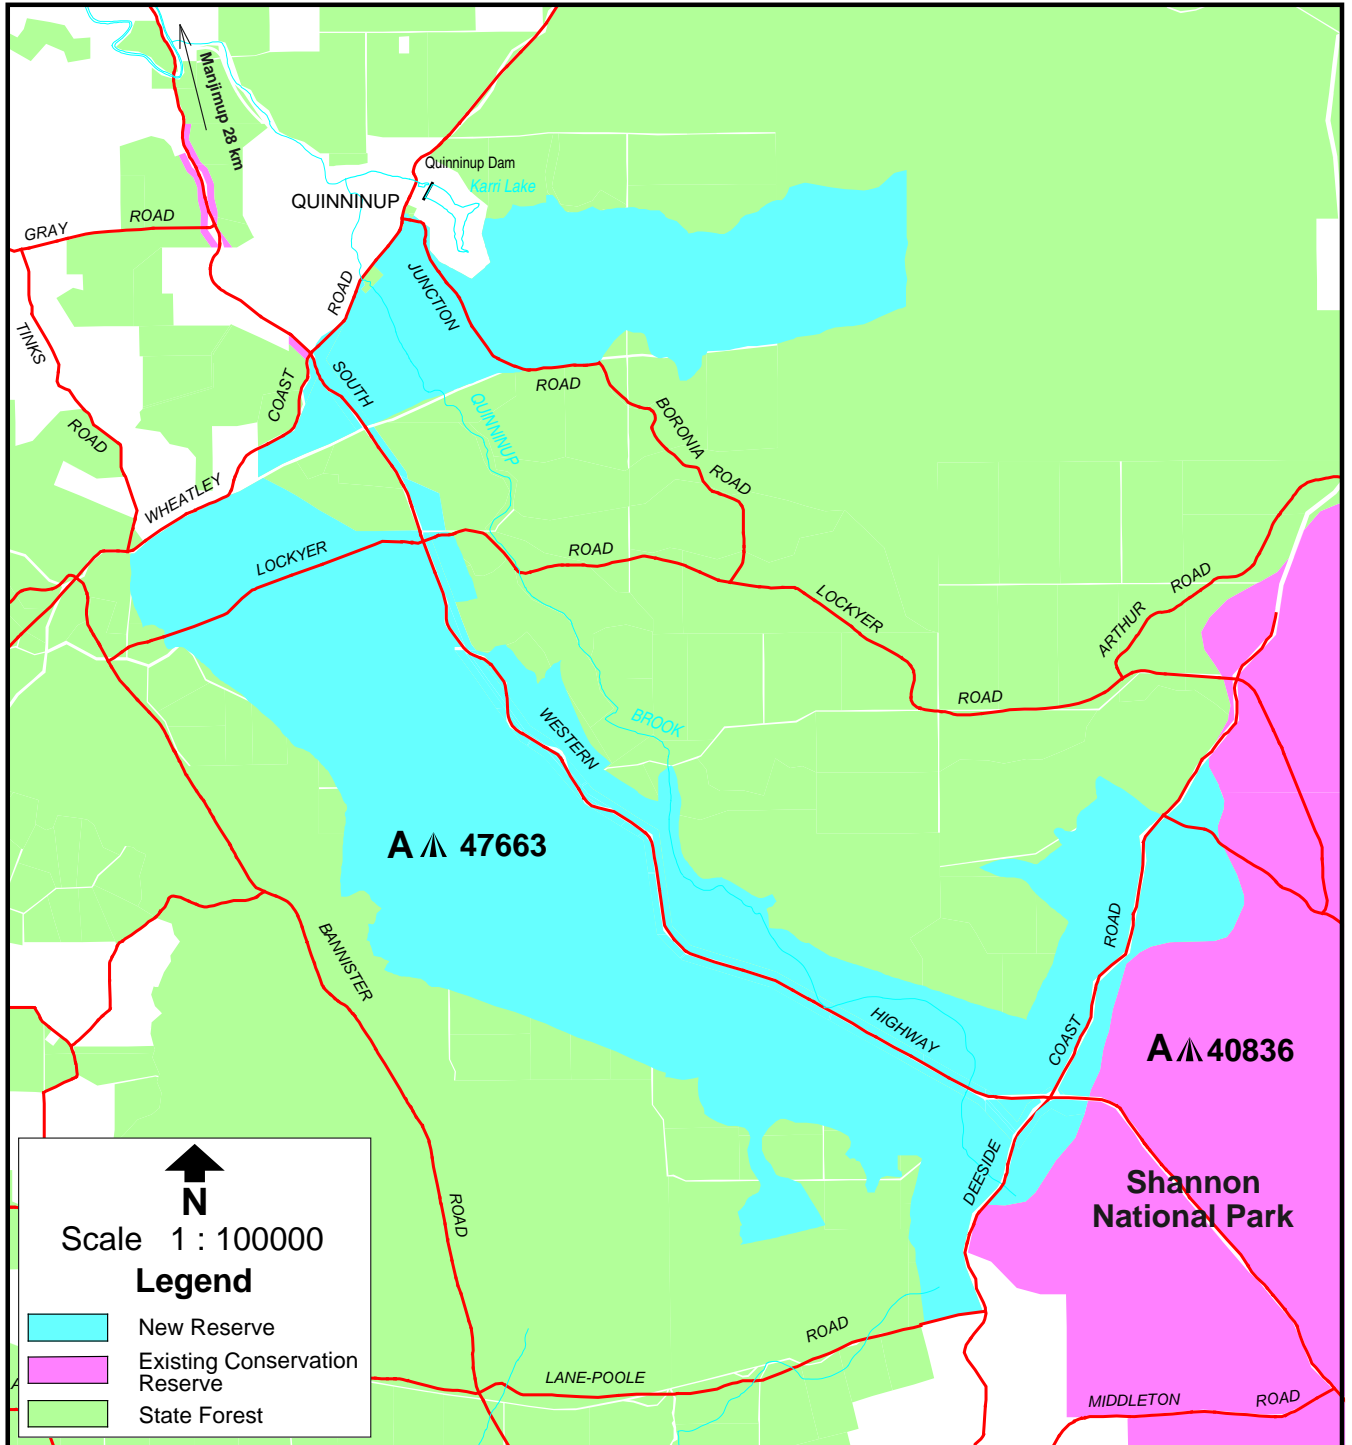 Manjimup 28 km
Quinninup Dam
Karri Lake
QUINNINUP
GRAY ROAD
TINKS ROAD
ROAD
JUNCTION
COAST
SOUTH
ROAD
QUINNINUP
BORONIA ROAD
WHEATLEY
LOCKYER
ROAD
LOCKYER
ARTHUR ROAD
ROAD
BROOK
WESTERN
A 47663
BANNISTER
ROAD
HIGHWAY
COAST
A 40836
DEESIDE
Shannon
National Park
ROAD
N
Scale 1 : 100000
Legend
New Reserve
Existing Conservation
Reserve
State Forest
ROAD
LANE-POOLE
MIDDLETON ROAD